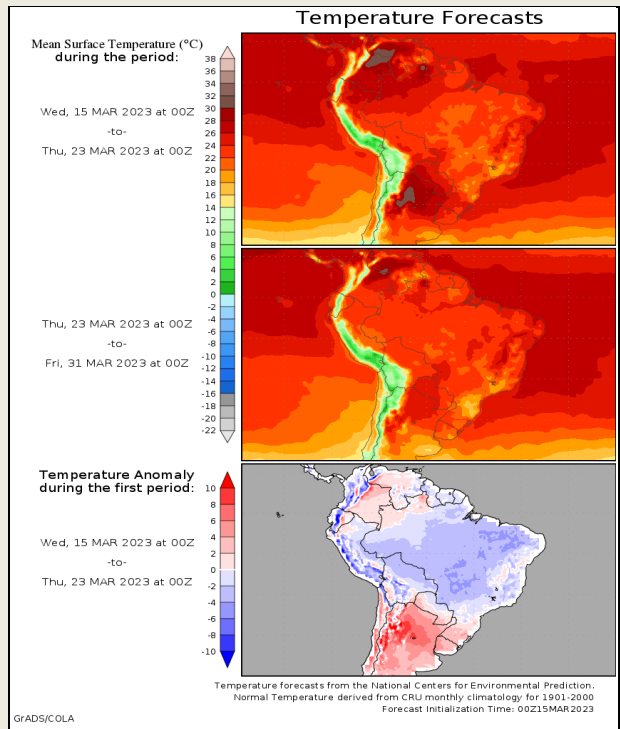 Temperature Forecasts
Mean Surface Temperature (°C)
during the period:
Wed, 15 MAR 2023 at 00Z
-to-
Thu, 23 MAR 2023 at 00Z
38
36
34
32
30
28
26
24
22
20
18
16
14
12
10
8
6
4
2
0
-2
-4
-6
-8
-10
-12
-14
-16
-18
-20
-22
Thu, 23 MAR 2023 at 00Z
-to-
Fri, 31 MAR 2023 at 00Z
Temperature Anomaly
during the first period:
Wed, 15 MAR 2023 at 00Z
-to-
Thu, 23 MAR 2023 at 00Z
10
8
6
4
2
0
-2
-4
-6
-8
-10
Temperature forecasts from the National Centers for Environmental Prediction.
Normal Temperature derived from CRU monthly climatology for 1901-2000
Forecast Initialization Time: 00Z15MAR2023
GrADS/COLA